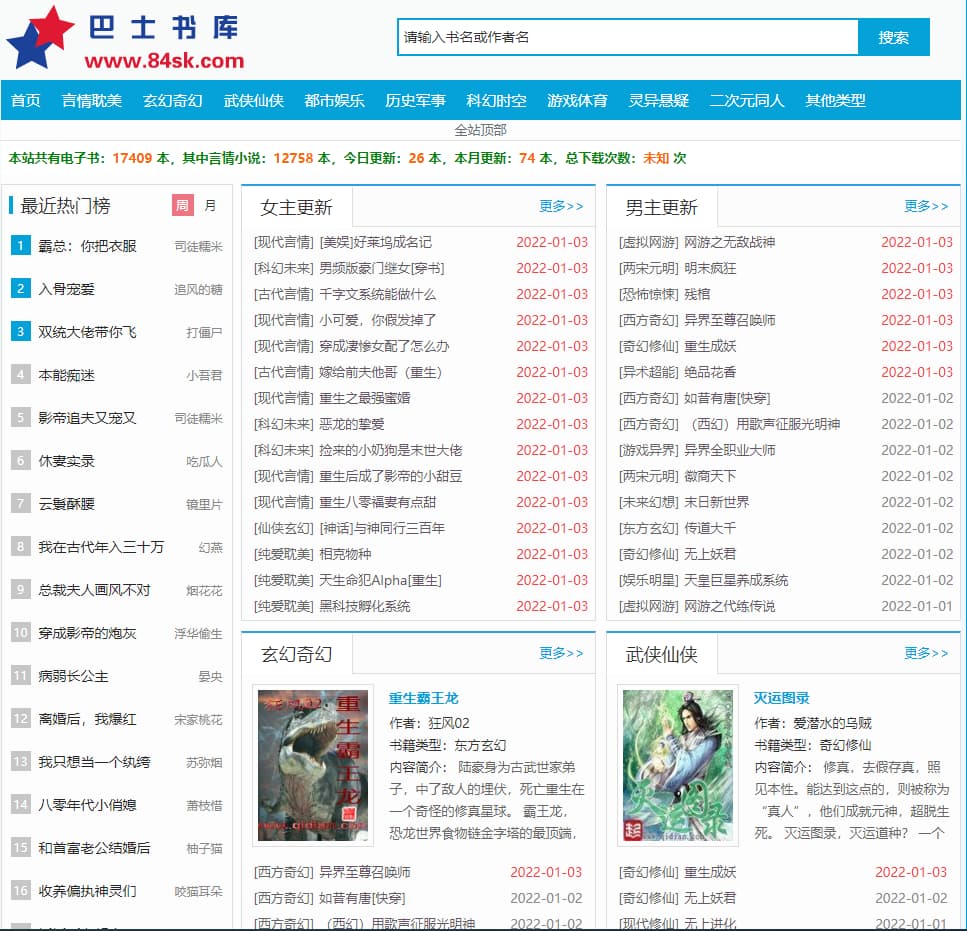 巴士书库
www.84sk.com
请输入书名或作者名 搜索
首页 言情耽美 玄幻奇幻 武侠仙侠 都市娱乐 历史军事 科幻时空 游戏体育 灵异悬疑 二次元同人 其他类型
全站顶部
本站共有电子书：17409 本，其中言情小说：12758 本，今日更新：26 本，本月更新：74 本，总下载次数：未知 次
最近热门榜 周 月
1 霸总：你把衣服 司徒糯米
2 入骨宠爱 追风的糖
3 双统大佬带你飞 打僵尸
4 本能痴迷 小吾君
5 影帝追夫又宠又 司徒糯米
6 休妻实录 吃瓜人
7 云鬓酥腰 镜里片
8 我在古代年入三十万 幻燕
9 总裁夫人画风不对 烟花花
10 穿成影帝的炮灰 浮华偷生
11 病弱长公主 晏央
12 离婚后，我爆红 宋家桃花
13 我只想当一个纨绔 苏弥烟
14 八零年代小俏媳 萧枝惜
15 和首富老公结婚后 柚子猫
16 收养偏执神灵们 咬猫耳朵
女主更新 更多>>
[现代言情] [美娱]好莱坞成名记 2022-01-03
[科幻未来] 男频版豪门继女[穿书] 2022-01-03
[古代言情] 千字文系统能做什么 2022-01-03
[现代言情] 小可爱，你假发掉了 2022-01-03
[现代言情] 穿成凄惨女配了怎么办 2022-01-03
[古代言情] 嫁给前夫他哥（重生） 2022-01-03
[现代言情] 重生之最强蜜婚 2022-01-03
[科幻未来] 恶龙的挚爱 2022-01-03
[科幻未来] 捡来的小奶狗是末世大佬 2022-01-03
[现代言情] 重生后成了影帝的小甜豆 2022-01-03
[现代言情] 重生八零福妻有点甜 2022-01-03
[仙侠玄幻] [神话]与神同行三百年 2022-01-03
[纯爱耽美] 相克物种 2022-01-03
[纯爱耽美] 天生命犯Alpha[重生] 2022-01-03
[纯爱耽美] 黑科技孵化系统 2022-01-03
男主更新 更多>>
[虚拟网游] 网游之无敌战神 2022-01-03
[两宋元明] 明末疯狂 2022-01-03
[恐怖惊悚] 残棺 2022-01-03
[西方奇幻] 异界至尊召唤师 2022-01-03
[奇幻修仙] 重生成妖 2022-01-03
[异术超能] 绝品花香 2022-01-03
[西方奇幻] 如昔有唐[快穿] 2022-01-02
[西方奇幻] （西幻）用歌声征服光明神 2022-01-02
[游戏异界] 异界全职业大师 2022-01-02
[两宋元明] 徽商天下 2022-01-02
[未来幻想] 末日新世界 2022-01-02
[东方玄幻] 传道大千 2022-01-02
[奇幻修仙] 无上妖君 2022-01-02
[娱乐明星] 天皇巨星养成系统 2022-01-02
[虚拟网游] 网游之代练传说 2022-01-01
玄幻奇幻 更多>>
重生霸王龙
重生霸王龙
作者：狂风02
书籍类型：东方玄幻
内容简介： 陆豪身为古武世家弟
子，中了敌人的埋伏，死亡重生在
一个奇怪的修真星球。 霸王龙，
恐龙世界食物链金字塔的最顶端，
[西方奇幻] 异界至尊召唤师 2022-01-03
[西方奇幻] 如昔有唐[快穿] 2022-01-02
[西方奇幻] （西幻）用歌声征服光明神 2022-01-02
武侠仙侠 更多>>
灭运图录
灭运图录
作者：爱潜水的乌贼
书籍类型：奇幻修仙
内容简介： 修真，去假存真，照
见本性。能达到这点的，则被称为
“真人”，他们成就元神，超脱生
死。 灭运图录，灭运道种？ 一个
[奇幻修仙] 重生成妖 2022-01-03
[奇幻修仙] 无上妖君 2022-01-02
[现代修仙] 无上进化 2022-01-01